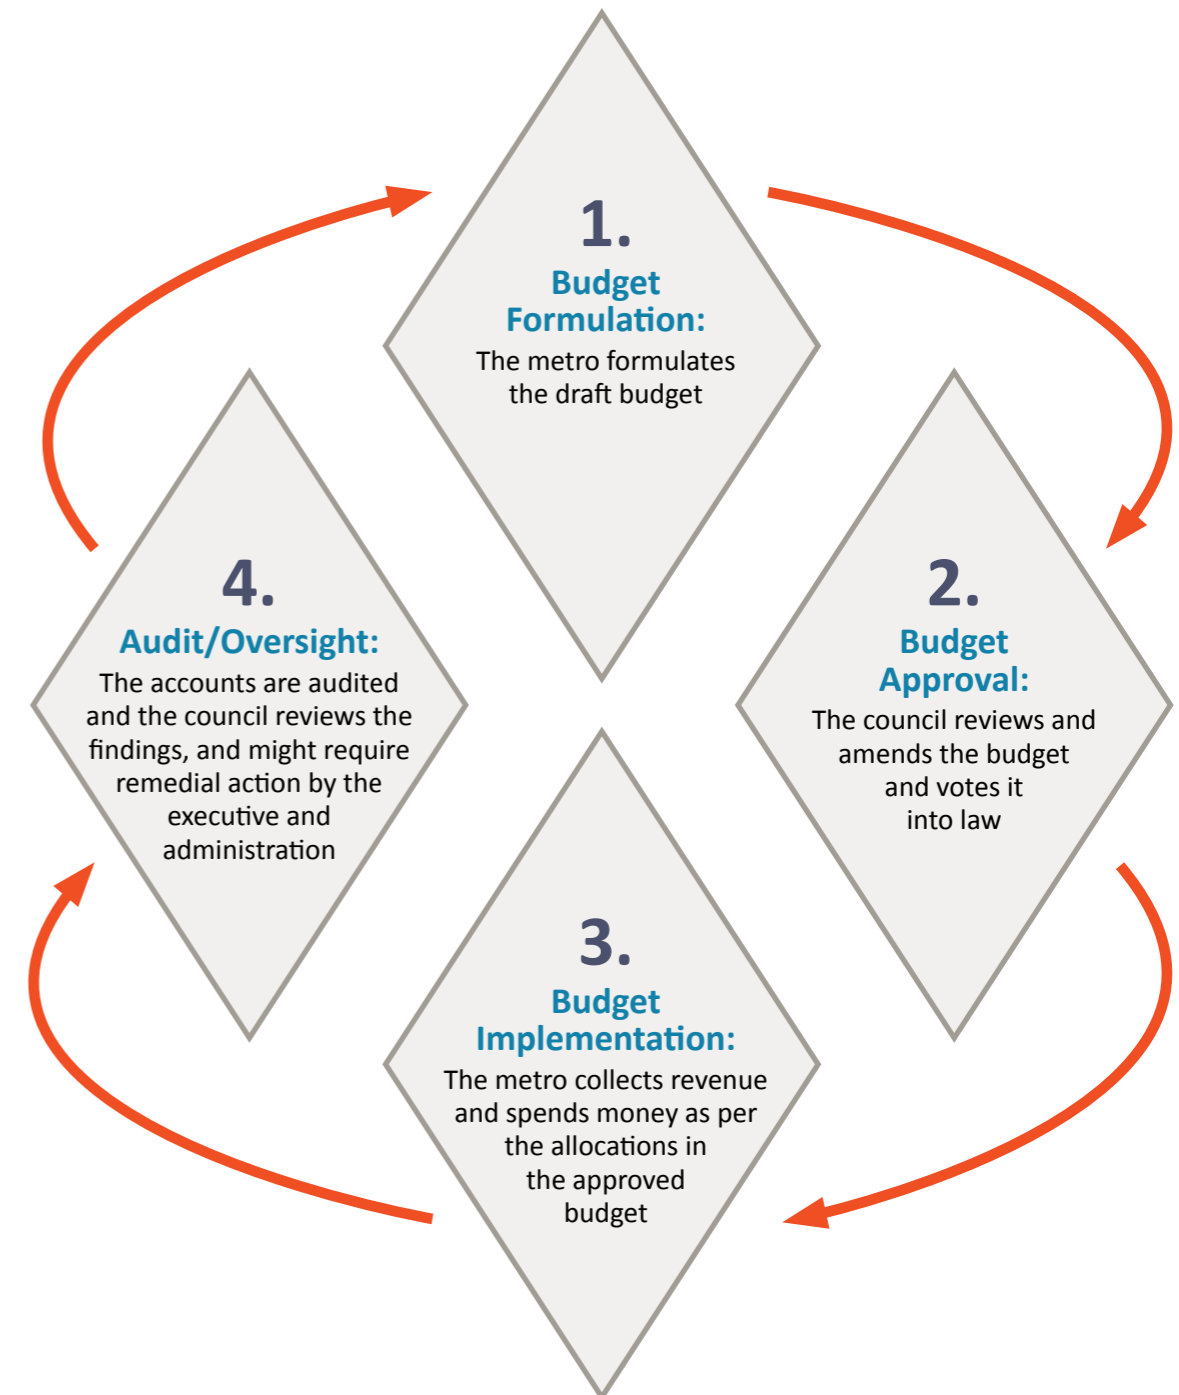 1.
Budget
Formulation:
The metro formulates
the draft budget
2.
Budget
Approval:
The council reviews and
amends the budget
and votes it
into law
3.
Budget
Implementation:
The metro collects revenue
and spends money as per
the allocations in
the approved
budget
4.
Audit/Oversight:
The accounts are audited
and the council reviews the
findings, and might require
remedial action by the
executive and
administration